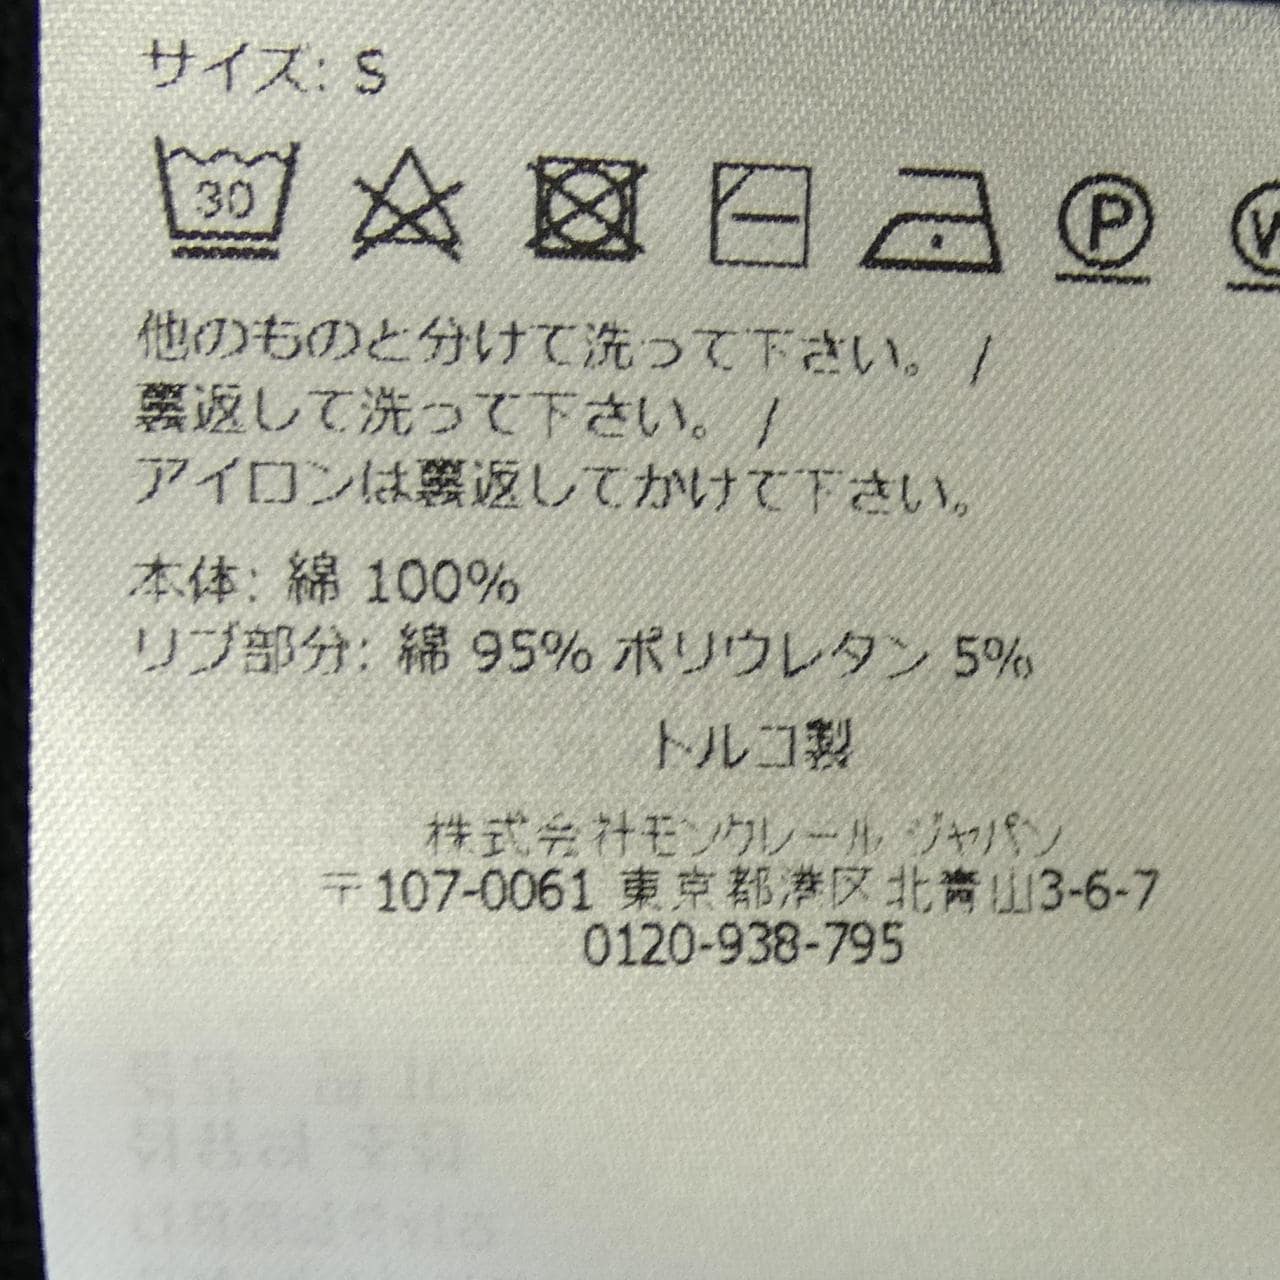 サイズ: S
30
P
W
他のものと分けて洗って下さい。 /
裏返して洗って下さい。 /
アイロンは裏返してかけて下さい。
本体: 綿 100%
リブ部分: 綿 95% ポリウレタン 5%
トルコ製
株式会社モンクレール ジャパン
〒107-0061 東京都港区北青山3-6-7
0120-938-795